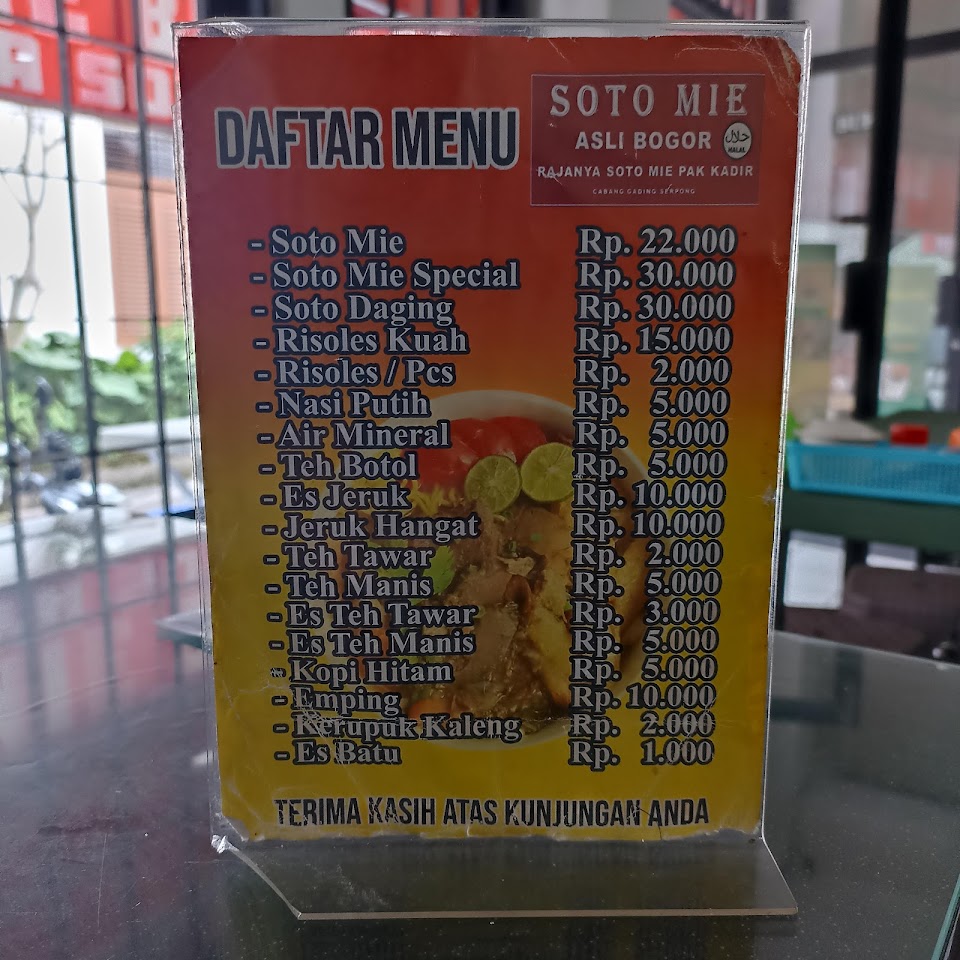 DAFTAR MENU
SOTO MIE
ASLI BOGOR
حلال
HALAL
RAJANYA SOTO MIE PAK KADIR
CABANG GADING SERPONG
- Soto Mie Rp. 22.000
- Soto Mie Special Rp. 30.000
- Soto Daging Rp. 30.000
- Risoles Kuah Rp. 15.000
- Risoles / Pcs Rp. 2.000
- Nasi Putih Rp. 5.000
- Air Mineral Rp. 5.000
- Teh Botol Rp. 5.000
- Es Jeruk Rp. 10.000
- Jeruk Hangat Rp. 10.000
- Teh Tawar Rp. 2.000
- Teh Manis Rp. 5.000
- Es Teh Tawar Rp. 3.000
- Es Teh Manis Rp. 5.000
- Kopi Hitam Rp. 5.000
- Emping Rp. 10.000
- Kerupuk Kaleng Rp. 2.000
- Es Batu Rp. 1.000
TERIMA KASIH ATAS KUNJUNGAN ANDA